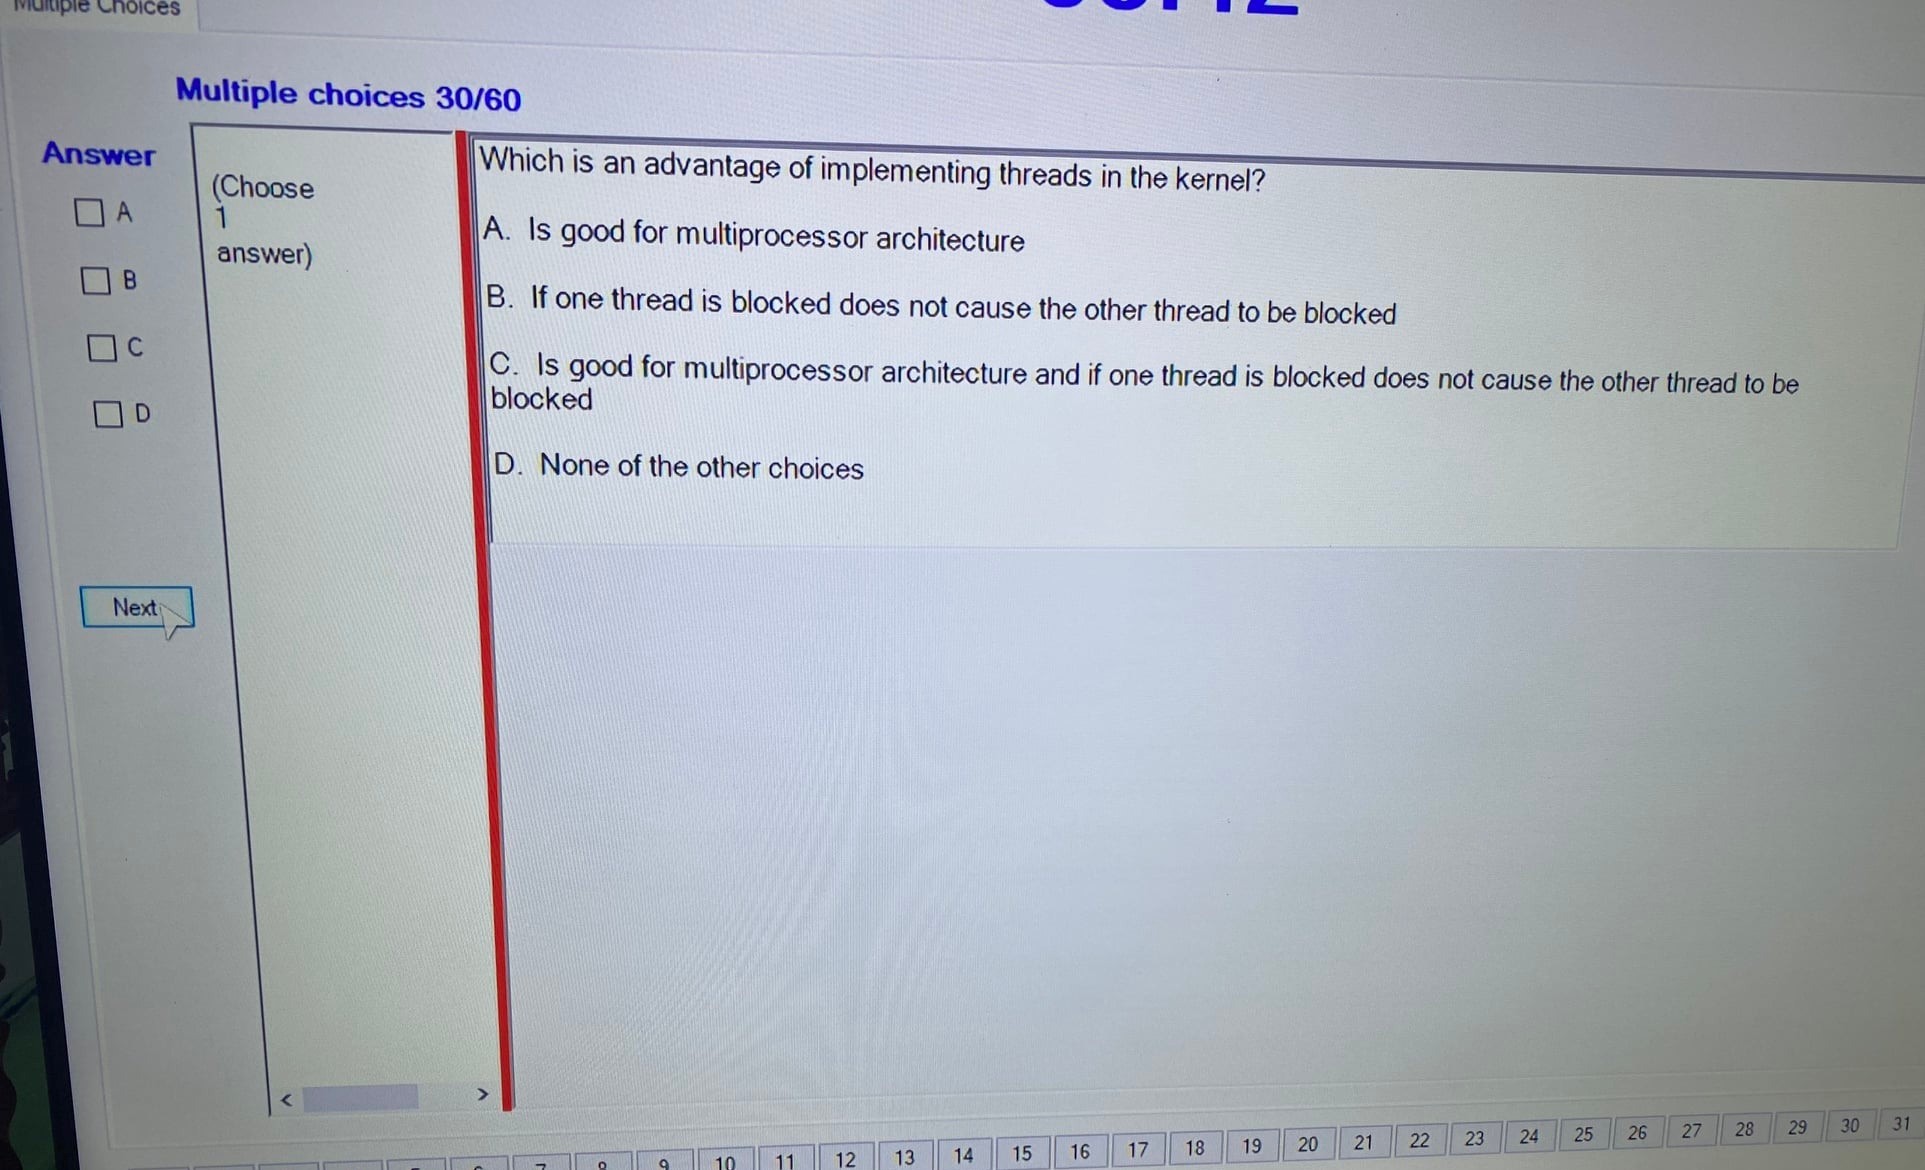 Multiple Choices
Multiple choices 30/60
Answer
A
B
C
D
Next
(Choose
1
answer)
Which is an advantage of implementing threads in the kernel?
A. Is good for multiprocessor architecture
B. If one thread is blocked does not cause the other thread to be blocked
C. Is good for multiprocessor architecture and if one thread is blocked does not cause the other thread to be
blocked
D. None of the other choices
< >
9 10 11 12 13 14 15 16 17 18 19 20 21 22 23 24 25 26 27 28 29 30 31